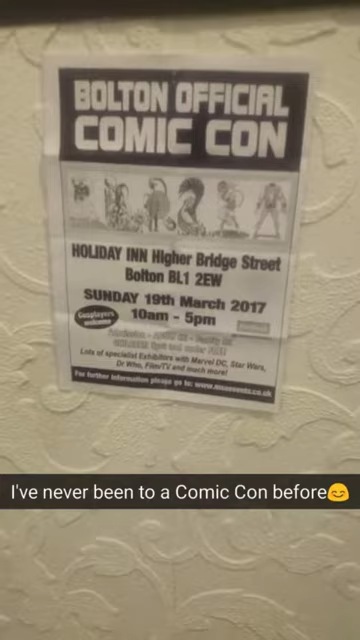 BOLTON OFFICIAL
COMIC CON
HOLIDAY INN Higher Bridge Street
Bolton BL1 2EW
SUNDAY 19th March 2017
10am - 5pm
Cosplayers
welcome
Lots of specialist Exhibitors with Marvel DC, Star Wars,
Dr Who, Film/TV and much more!
For further information please go to:
I've never been to a Comic Con before😊